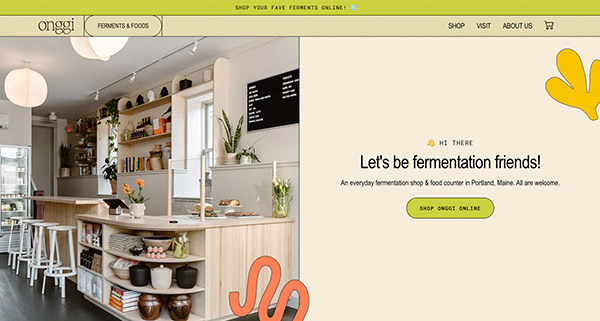 SHOP YOUR FAVE FERMENTS ONLINE!
onggi
FERMENTS & FOODS
SHOP
VISIT
ABOUT US
👋 HI THERE
Let's be fermentation friends!
An everyday fermentation shop & food counter in Portland, Maine. All are welcome.
SHOP ONGGI ONLINE